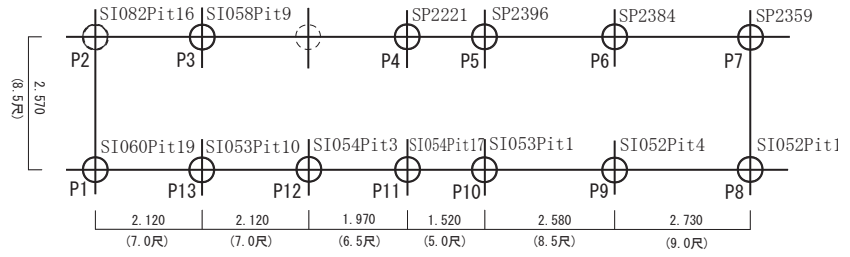 SI082Pit16 SI058Pit9 SP2221 SP2396 SP2384 SP2359
P2 P3 P4 P5 P6 P7
2.570
(8.5尺)
SI060Pit19 SI053Pit10 SI054Pit3 SI054Pit17 SI053Pit1 SI052Pit4 SI052Pit1
P1 P13 P12 P11 P10 P9 P8
2.120 2.120 1.970 1.520 2.580 2.730
(7.0尺) (7.0尺) (6.5尺) (5.0尺) (8.5尺) (9.0尺)